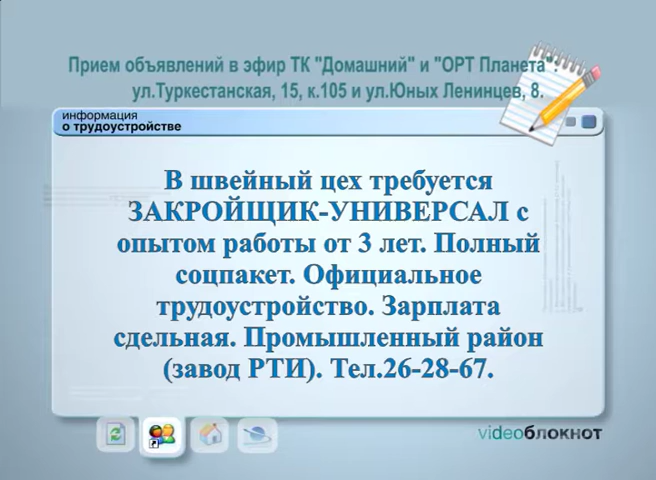 Прием объявлений в эфир ТК "Домашний" и "ОРТ Планета":
ул.Туркестанская, 15, к.105 и ул.Юных Ленинцев, 8.
информация
о трудоустройстве
В швейный цех требуется
ЗАКРОЙЩИК-УНИВЕРСАЛ с
опытом работы от 3 лет. Полный
соцпакет. Официальное
трудоустройство. Зарплата
сдельная. Промышленный район
(завод РТИ). Тел.26-28-67.
videoблокнот